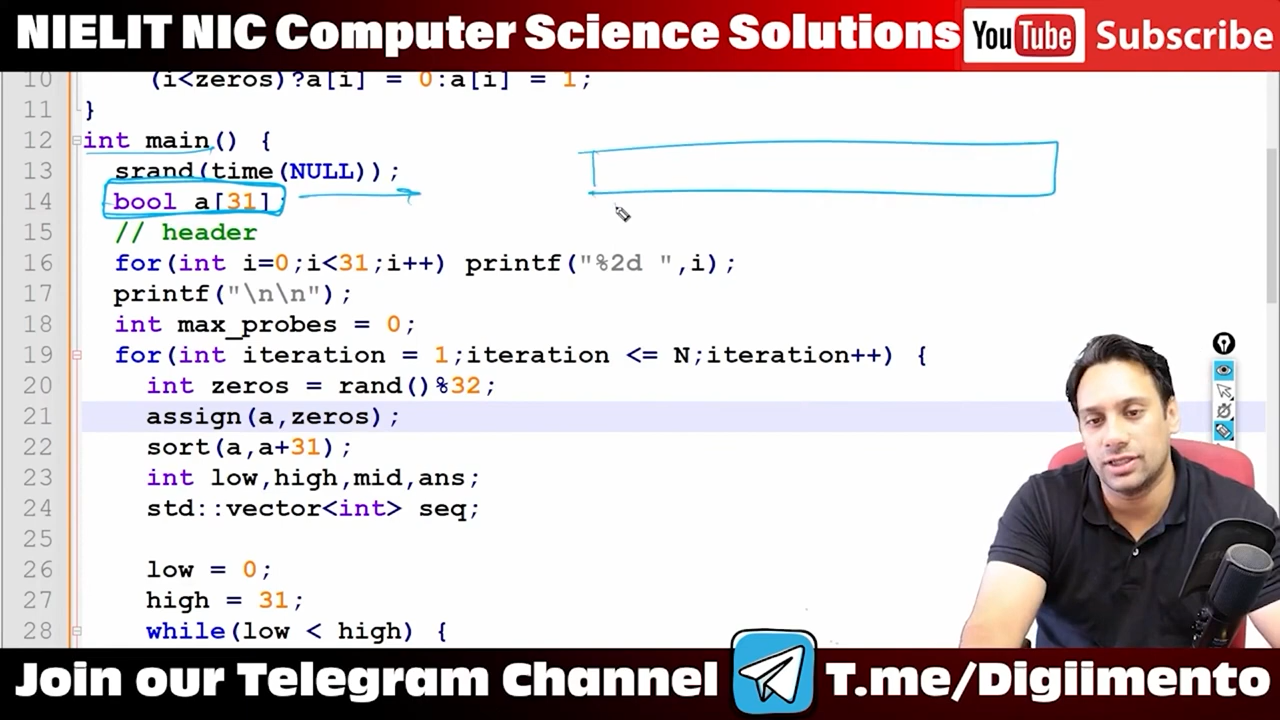 NIELIT NIC Computer Science Solutions YouTube Subscribe
10 (i<zeros)?a[i] = 0:a[i] = 1;
11 }
12 int main() {
13 srand(time(NULL));
14 bool a[31]
15 // header
16 for(int i=0;i<31;i++) printf("%2d ",i);
17 printf("\n\n");
18 int max_probes = 0;
19 for(int iteration = 1;iteration <= N;iteration++) {
20 int zeros = rand()%32;
21 assign(a,zeros);
22 sort(a,a+31);
23 int low,high,mid,ans;
24 std::vector<int> seq;
25
26 low = 0;
27 high = 31;
28 while(low < high) {
Join our Telegram Channel T.me/Digiimento